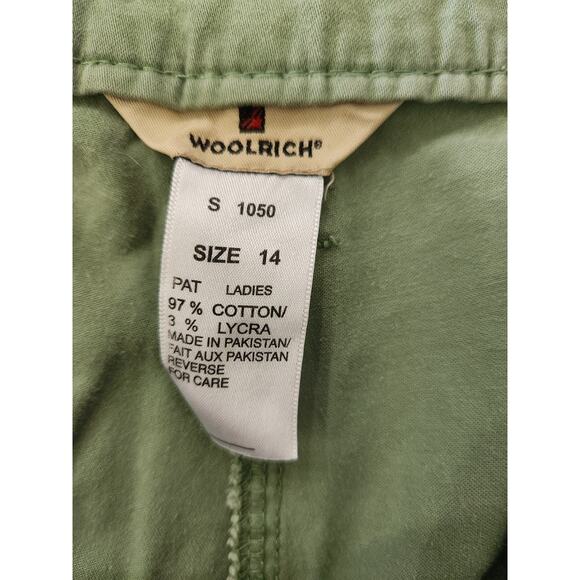 WOOLRICH®
S 1050
SIZE 14
PAT LADIES
97 % COTTON/
3 % LYCRA
MADE IN PAKISTAN/
FAIT AUX PAKISTAN
REVERSE
FOR CARE